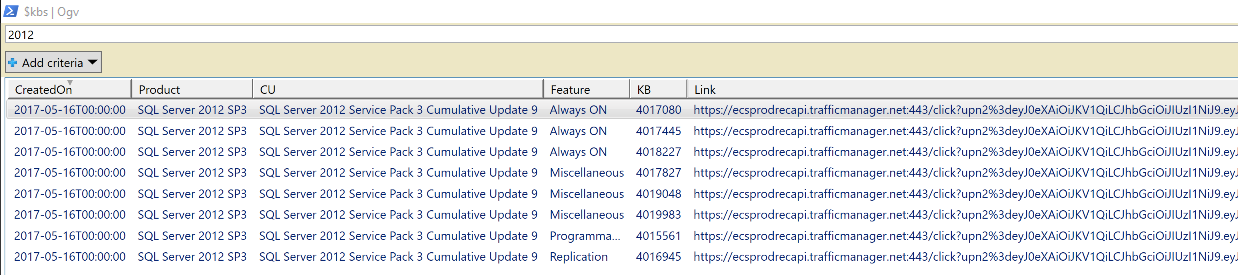 $kbs | Ogv
2012
Add criteria
CreatedOn Product CU Feature KB Link
2017-05-16T00:00:00 SQL Server 2012 SP3 SQL Server 2012 Service Pack 3 Cumulative Update 9 Always ON 4017080 https://ecsprodrecapi.trafficmanager.net:443/click?upn2%3deyJ0eXAiOiJKV1QiLCJhbGciOiJIUzI1NiJ9.eyJ
2017-05-16T00:00:00 SQL Server 2012 SP3 SQL Server 2012 Service Pack 3 Cumulative Update 9 Always ON 4017445 https://ecsprodrecapi.trafficmanager.net:443/click?upn2%3deyJ0eXAiOiJKV1QiLCJhbGciOiJIUzI1NiJ9.eyJ
2017-05-16T00:00:00 SQL Server 2012 SP3 SQL Server 2012 Service Pack 3 Cumulative Update 9 Always ON 4018227 https://ecsprodrecapi.trafficmanager.net:443/click?upn2%3deyJ0eXAiOiJKV1QiLCJhbGciOiJIUzI1NiJ9.eyJ
2017-05-16T00:00:00 SQL Server 2012 SP3 SQL Server 2012 Service Pack 3 Cumulative Update 9 Miscellaneous 4017827 https://ecsprodrecapi.trafficmanager.net:443/click?upn2%3deyJ0eXAiOiJKV1QiLCJhbGciOiJIUzI1NiJ9.eyJ
2017-05-16T00:00:00 SQL Server 2012 SP3 SQL Server 2012 Service Pack 3 Cumulative Update 9 Miscellaneous 4019048 https://ecsprodrecapi.trafficmanager.net:443/click?upn2%3deyJ0eXAiOiJKV1QiLCJhbGciOiJIUzI1NiJ9.eyJ
2017-05-16T00:00:00 SQL Server 2012 SP3 SQL Server 2012 Service Pack 3 Cumulative Update 9 Miscellaneous 4019983 https://ecsprodrecapi.trafficmanager.net:443/click?upn2%3deyJ0eXAiOiJKV1QiLCJhbGciOiJIUzI1NiJ9.eyJ
2017-05-16T00:00:00 SQL Server 2012 SP3 SQL Server 2012 Service Pack 3 Cumulative Update 9 Programma... 4015561 https://ecsprodrecapi.trafficmanager.net:443/click?upn2%3deyJ0eXAiOiJKV1QiLCJhbGciOiJIUzI1NiJ9.eyJ
2017-05-16T00:00:00 SQL Server 2012 SP3 SQL Server 2012 Service Pack 3 Cumulative Update 9 Replication 4016945 https://ecsprodrecapi.trafficmanager.net:443/click?upn2%3deyJ0eXAiOiJKV1QiLCJhbGciOiJIUzI1NiJ9.eyJ